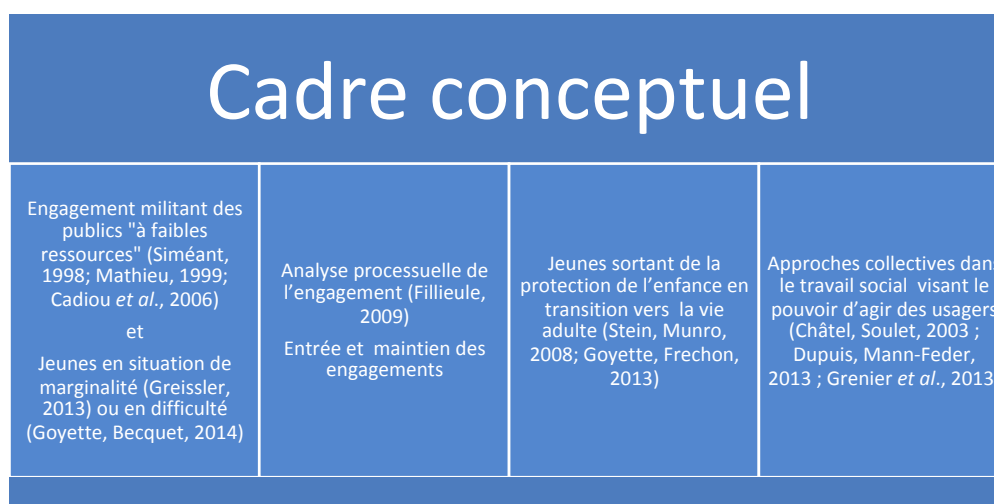 Cadre conceptuel
Engagement militant des
publics "à faibles
ressources" (Siméant,
1998; Mathieu, 1999;
Cadiou et al., 2006)
et
Jeunes en situation de
marginalité (Greissler,
2013) ou en difficulté
(Goyette, Becquet, 2014)
Analyse processuelle de
l’engagement (Fillieule,
2009)
Entrée et maintien des
engagements
Jeunes sortant de la
protection de l’enfance en
transition vers la vie
adulte (Stein, Munro,
2008; Goyette, Frechon,
2013)
Approches collectives dans
le travail social visant le
pouvoir d’agir des usagers
(Châtel, Soulet, 2003 ;
Dupuis, Mann-Feder,
2013 ; Grenier et al., 2013